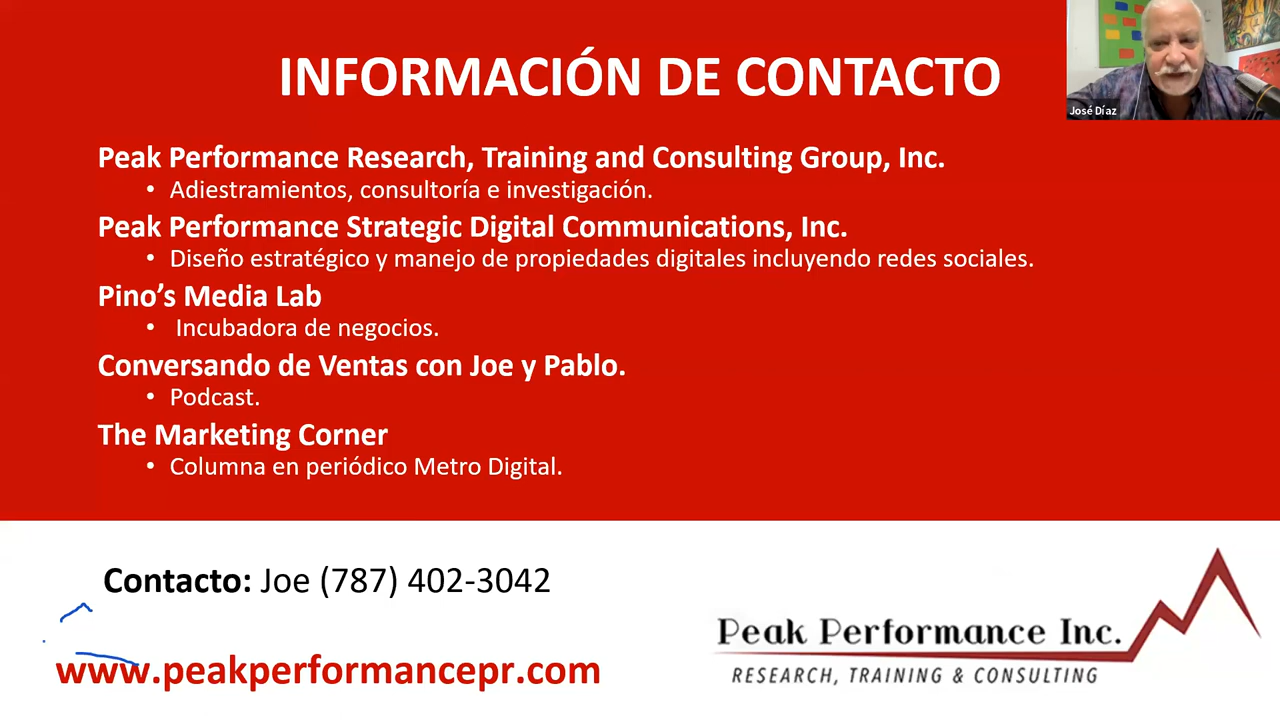 INFORMACIÓN DE CONTACTO
José Díaz
Peak Performance Research, Training and Consulting Group, Inc.
• Adiestramientos, consultoría e investigación.
Peak Performance Strategic Digital Communications, Inc.
• Diseño estratégico y manejo de propiedades digitales incluyendo redes sociales.
Pino’s Media Lab
• Incubadora de negocios.
Conversando de Ventas con Joe y Pablo.
• Podcast.
The Marketing Corner
• Columna en periódico Metro Digital.
Contacto: Joe (787) 402-3042
www.peakperformancepr.com
Peak Performance Inc.
RESEARCH, TRAINING & CONSULTING